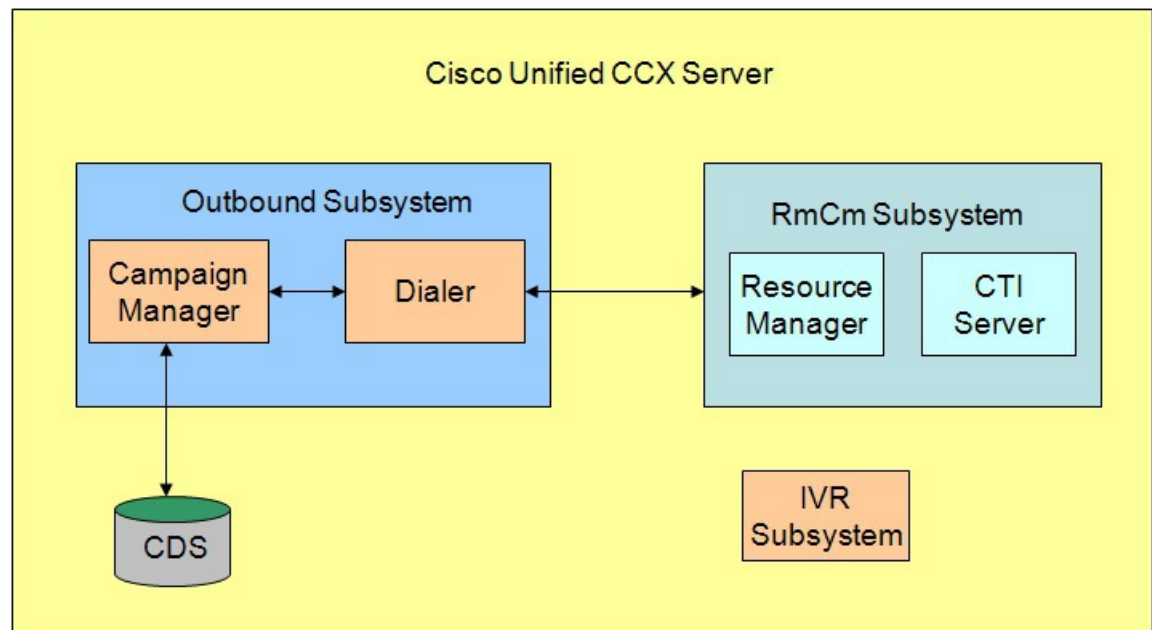 Cisco Unified CCX Server
Outbound Subsystem
Campaign
Manager
Dialer
RmCm Subsystem
Resource
Manager
CTI
Server
CDS
IVR
Subsystem